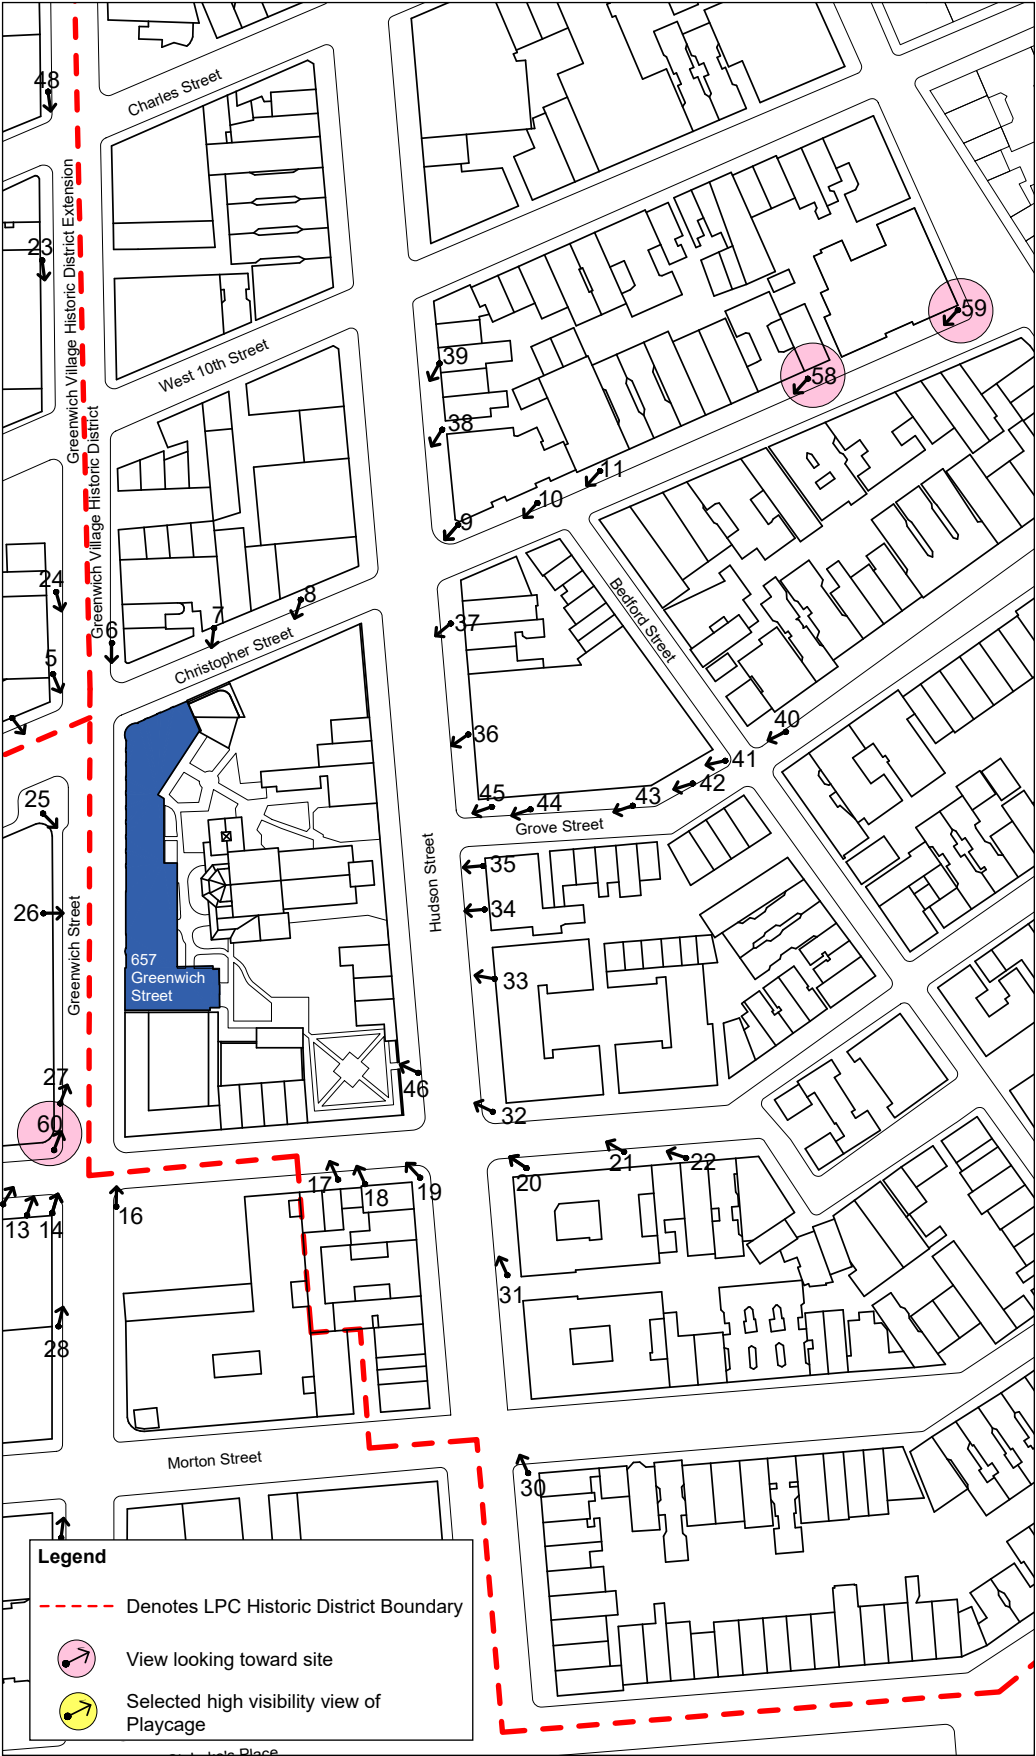 48
Charles Street
Greenwich Village Historic District Extension
23
59
39
58
West 10th Street
38
Greenwich Village Historic District
11
10
9
24
8
7
6
37
Bedford Street
Christopher Street
5
36
40
41
42
45
44
43
25
Grove Street
Hudson Street
35
34
26
Greenwich Street
33
657
Greenwich
Street
27
46
32
60
21
22
20
17
18
19
13
14
16
31
28
Morton Street
30
Legend
Denotes LPC Historic District Boundary
View looking toward site
Selected high visibility view of
Playcage
Place